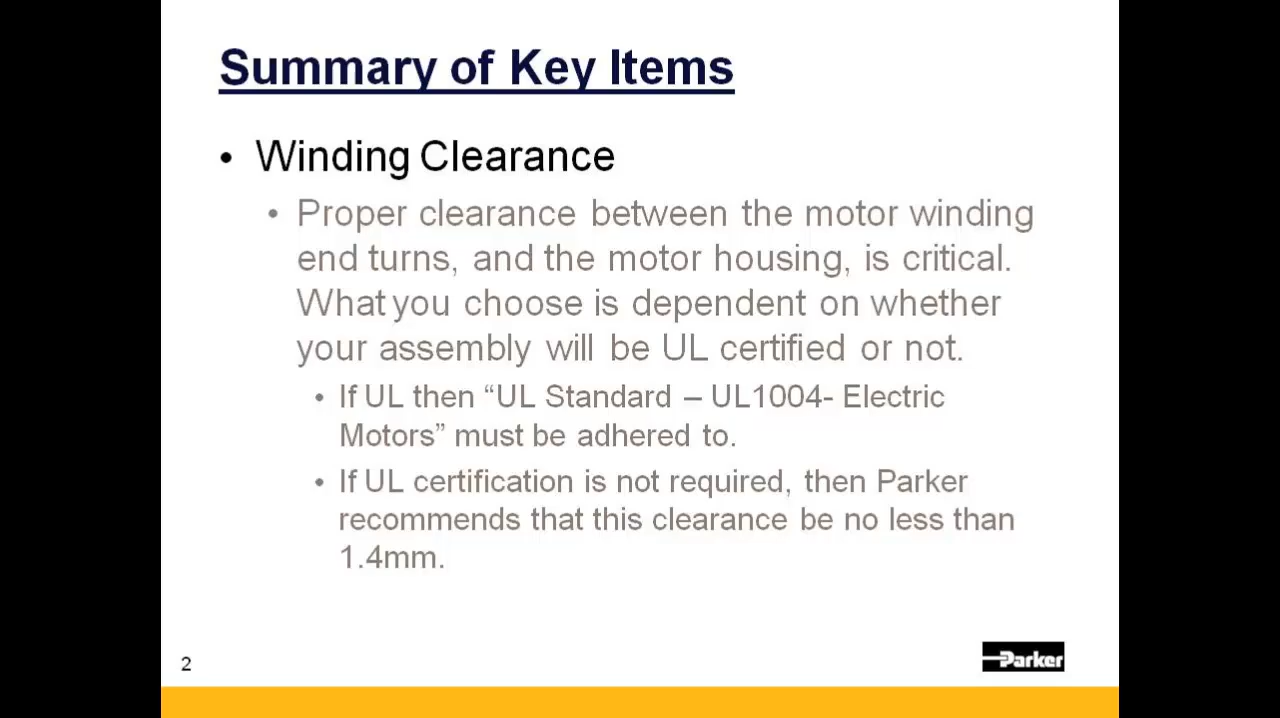 Summary of Key Items
• Winding Clearance
• Proper clearance between the motor winding
end turns, and the motor housing, is critical.
What you choose is dependent on whether
your assembly will be UL certified or not.
• If UL then “UL Standard – UL1004- Electric
Motors” must be adhered to.
• If UL certification is not required, then Parker
recommends that this clearance be no less than
1.4mm.
2
Parker